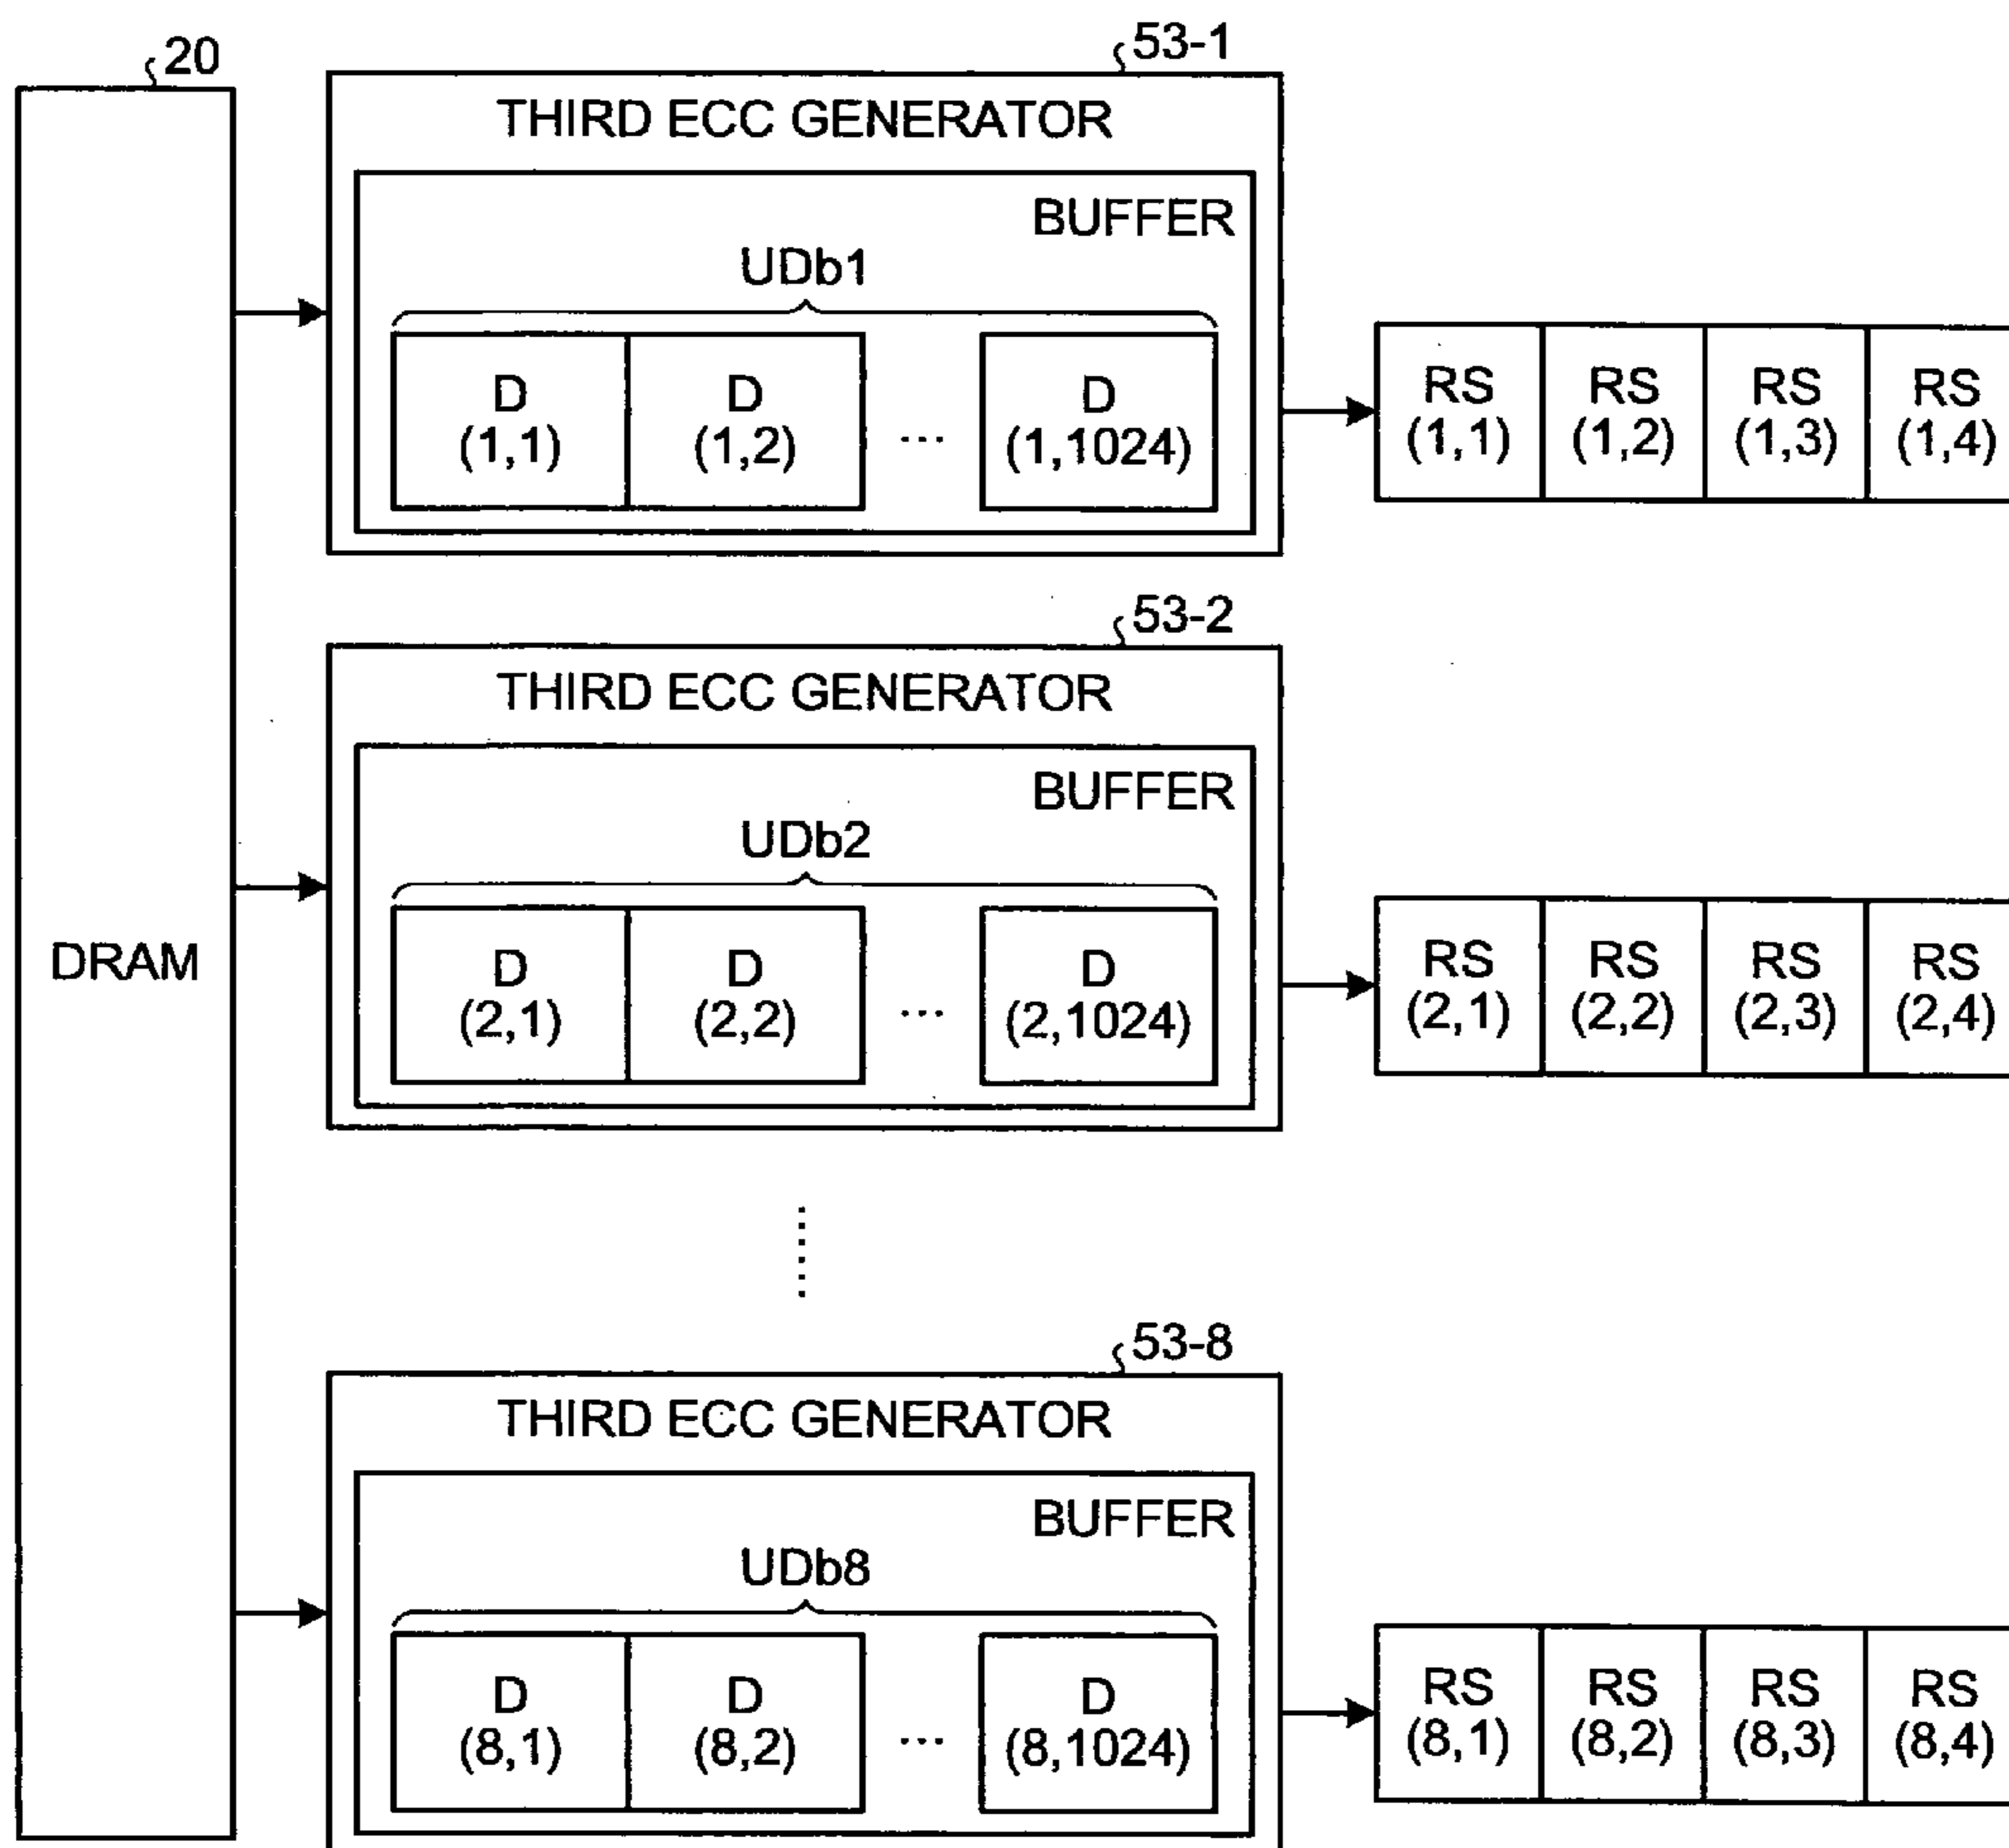 20
53-1
THIRD ECC GENERATOR
BUFFER
UDb1
D
(1,1)
D
(1,2)
...
D
(1,1024)
RS
(1,1)
RS
(1,2)
RS
(1,3)
RS
(1,4)
53-2
THIRD ECC GENERATOR
BUFFER
UDb2
DRAM
D
(2,1)
D
(2,2)
...
D
(2,1024)
RS
(2,1)
RS
(2,2)
RS
(2,3)
RS
(2,4)
53-8
THIRD ECC GENERATOR
BUFFER
UDb8
D
(8,1)
D
(8,2)
...
D
(8,1024)
RS
(8,1)
RS
(8,2)
RS
(8,3)
RS
(8,4)